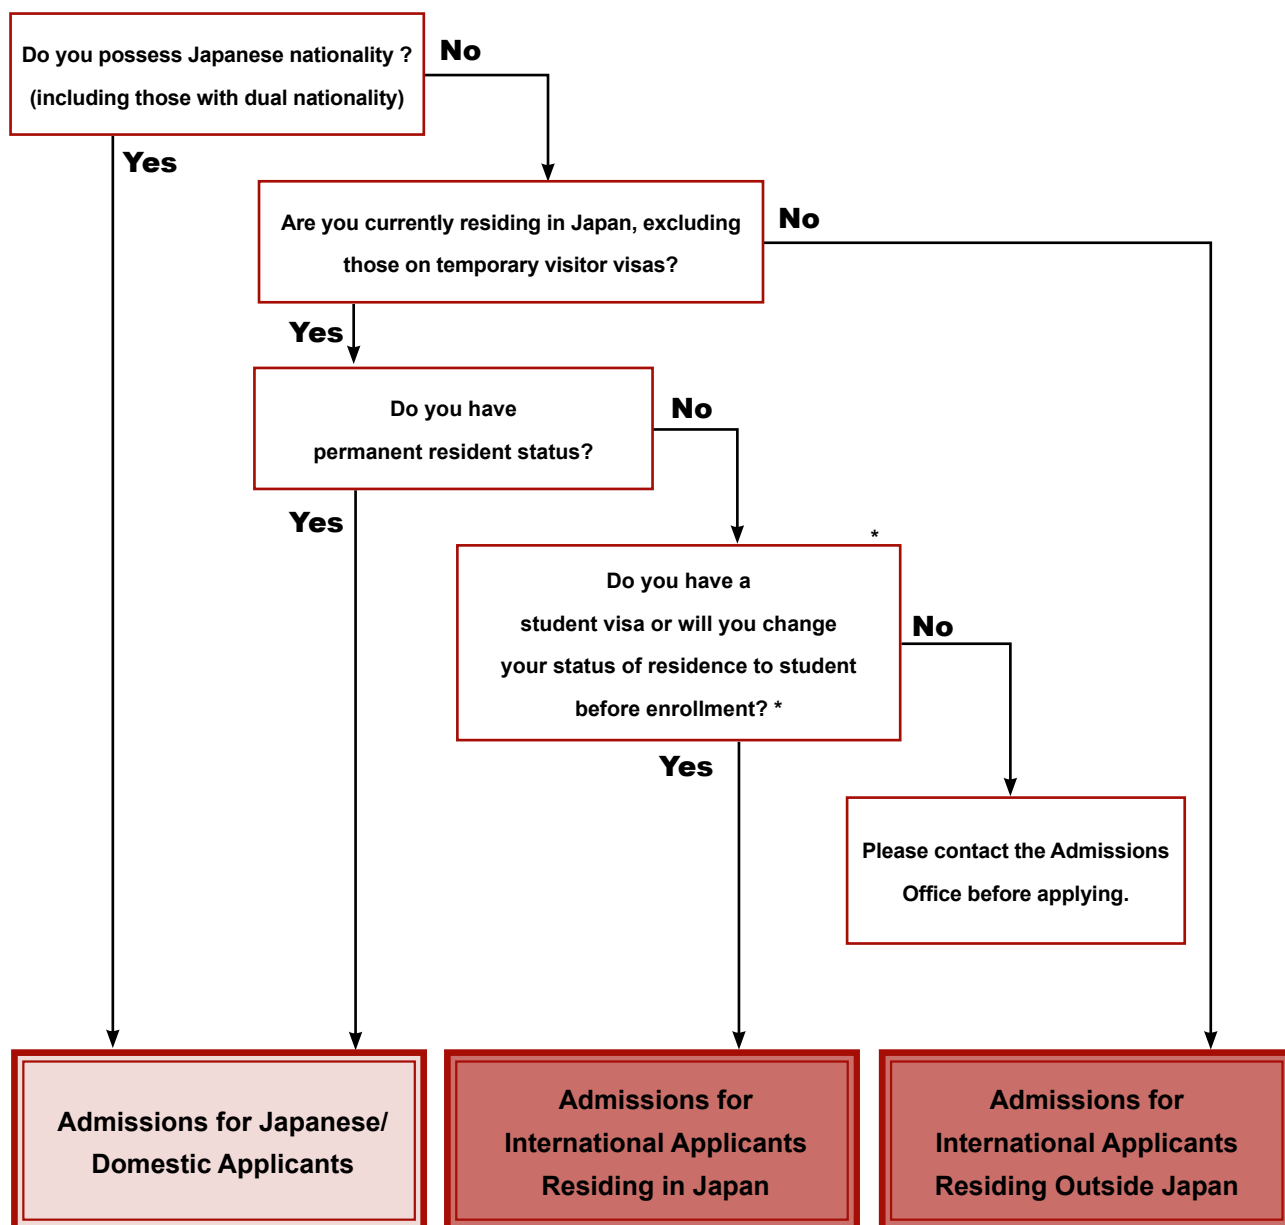 Do you possess Japanese nationality ?
(including those with dual nationality)
No
Yes
Are you currently residing in Japan, excluding
those on temporary visitor visas?
No
Yes
Do you have
permanent resident status?
No
Yes
*
Do you have a
student visa or will you change
your status of residence to student
before enrollment? *
No
Yes
Please contact the Admissions
Office before applying.
Admissions for Japanese/
Domestic Applicants
Admissions for
International Applicants
Residing in Japan
Admissions for
International Applicants
Residing Outside Japan